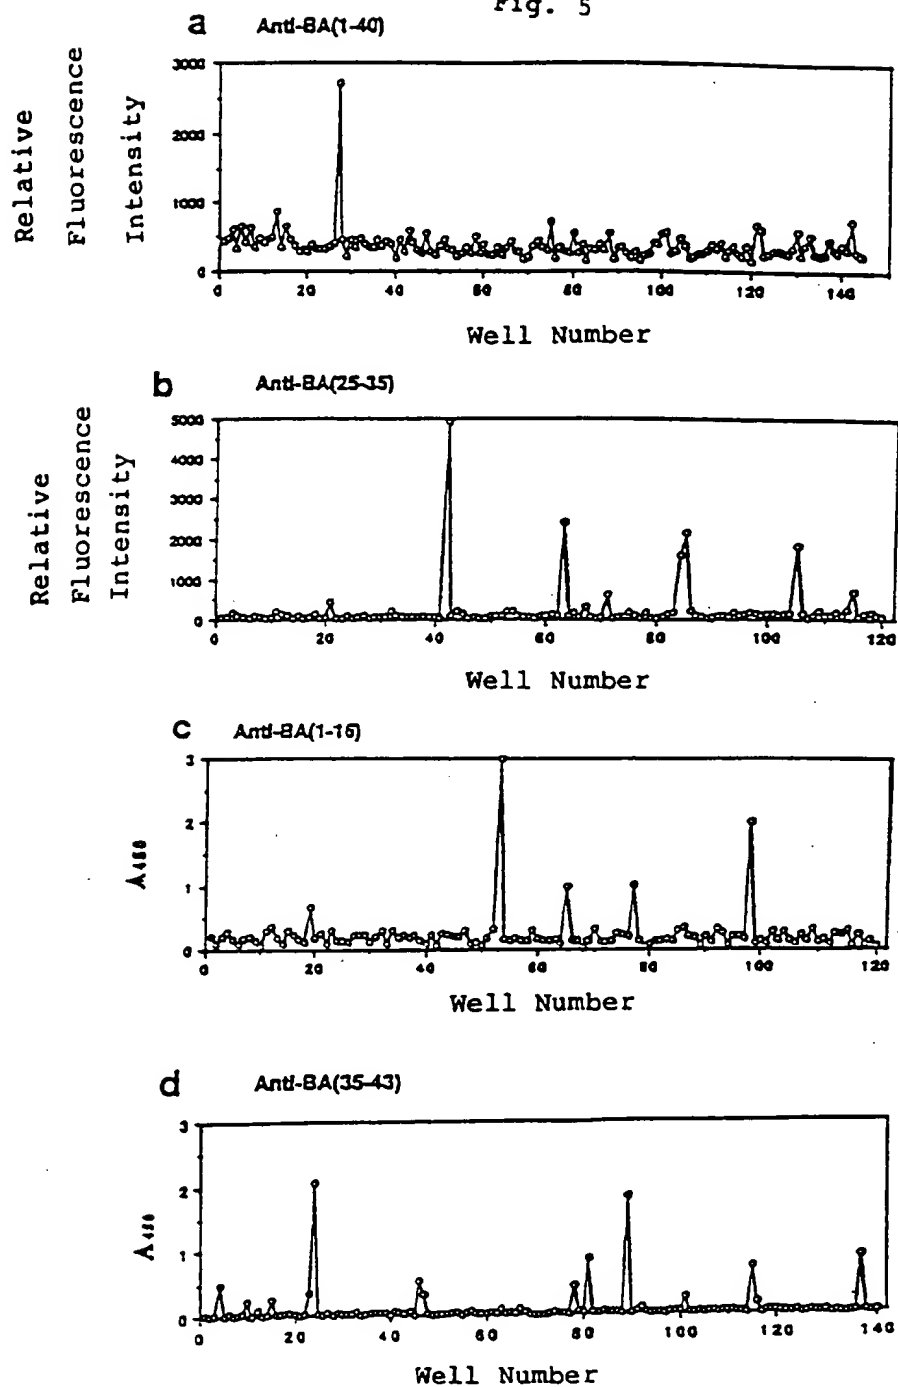 Fig. 5
a Anti-BA(1-40)
Relative
Fluorescence
Intensity
3000
2000
1000
0
0 20 40 60 80 100 120 140
Well Number
b Anti-BA(25-35)
Relative
Fluorescence
Intensity
5000
4000
3000
2000
1000
0
0 20 40 60 80 100 120
Well Number
c Anti-BA(1-16)
3
2
1
0
0 20 40 60 80 100 120
Well Number
d Anti-BA(35-43)
3
2
1
0
0 20 40 60 80 100 120 140
Well Number